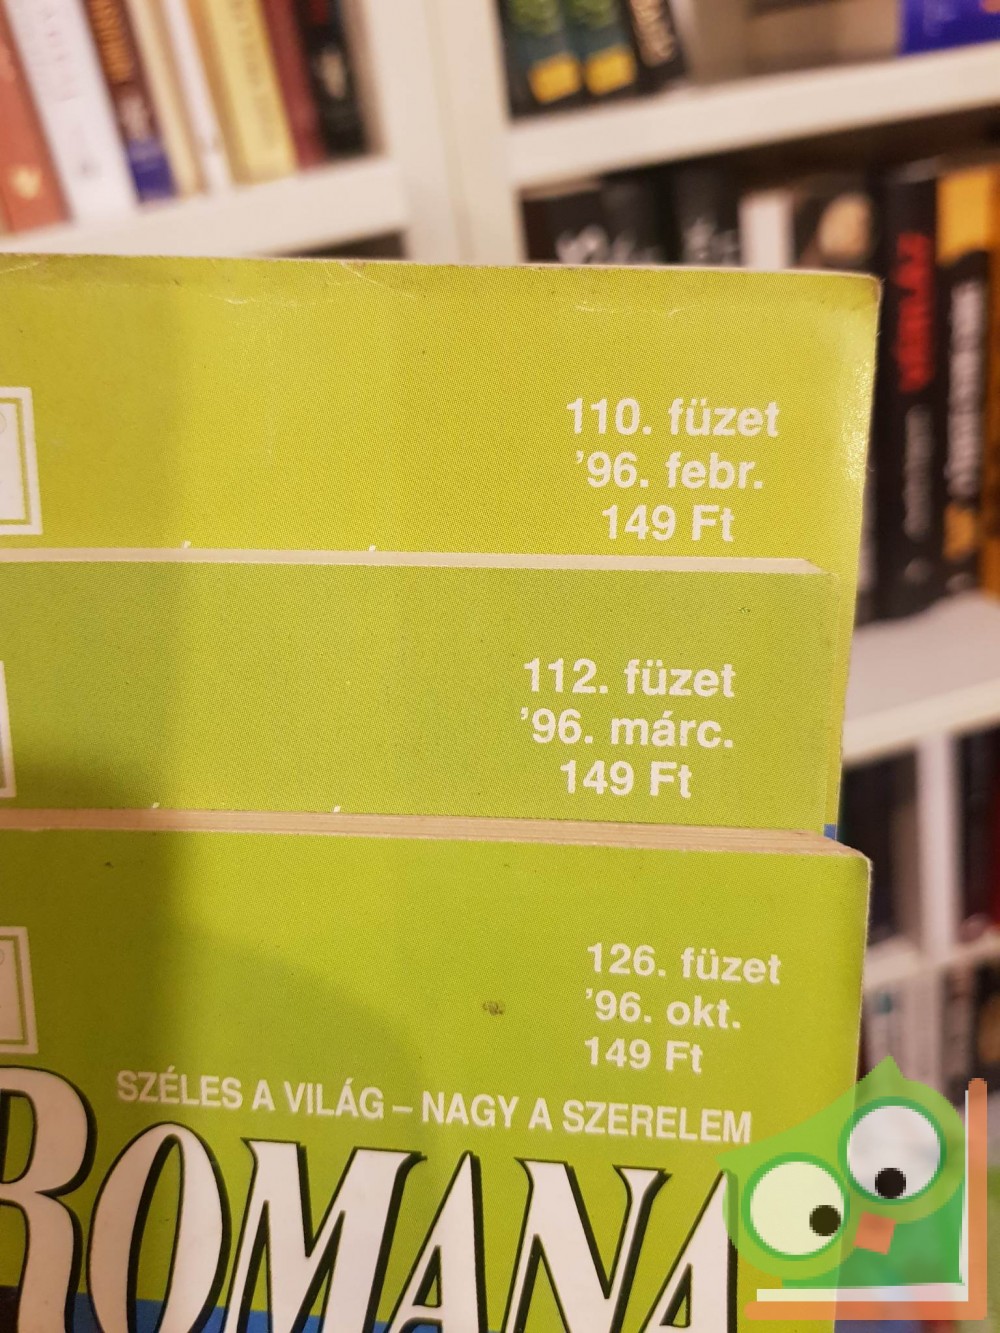 110. füzet
'96. febr.
149 Ft
112. füzet
'96. márc.
149 Ft
126. füzet
'96. okt.
149 Ft
SZÉLES A VILÁG – NAGY A SZERELEM
ROMANA